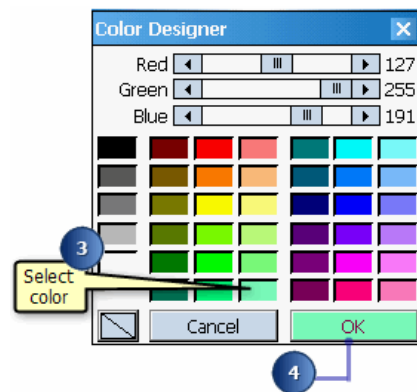 Color Designer
Red 127
Green 255
Blue 191
3
Select
color
Cancel OK
4